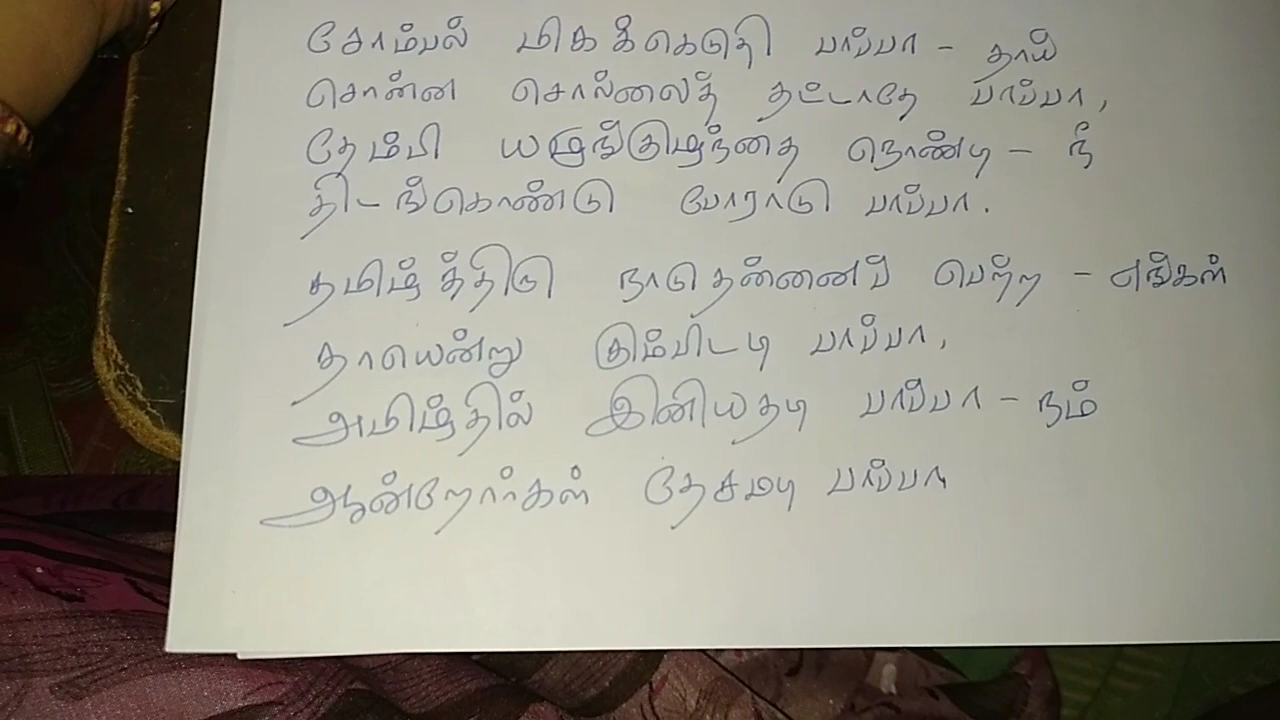 சோம்பல் மிகக்கெடுதி பாப்பா - தாய்
சொன்ன சொல்லைத் தட்டாதே பாப்பா,
தேம்பி யழுங்குழந்தை நொண்டி - நீ
திடங்கொண்டு போராடு பாப்பா.
தமிழ்த்திரு நாடுதன்னைப் பெற்ற - எங்கள்
தாயென்று கும்பிடடி பாப்பா,
அமிழ்தில் இனியதடி பாப்பா - நம்
ஆன்றோர்கள் தேசமடி பாப்பா